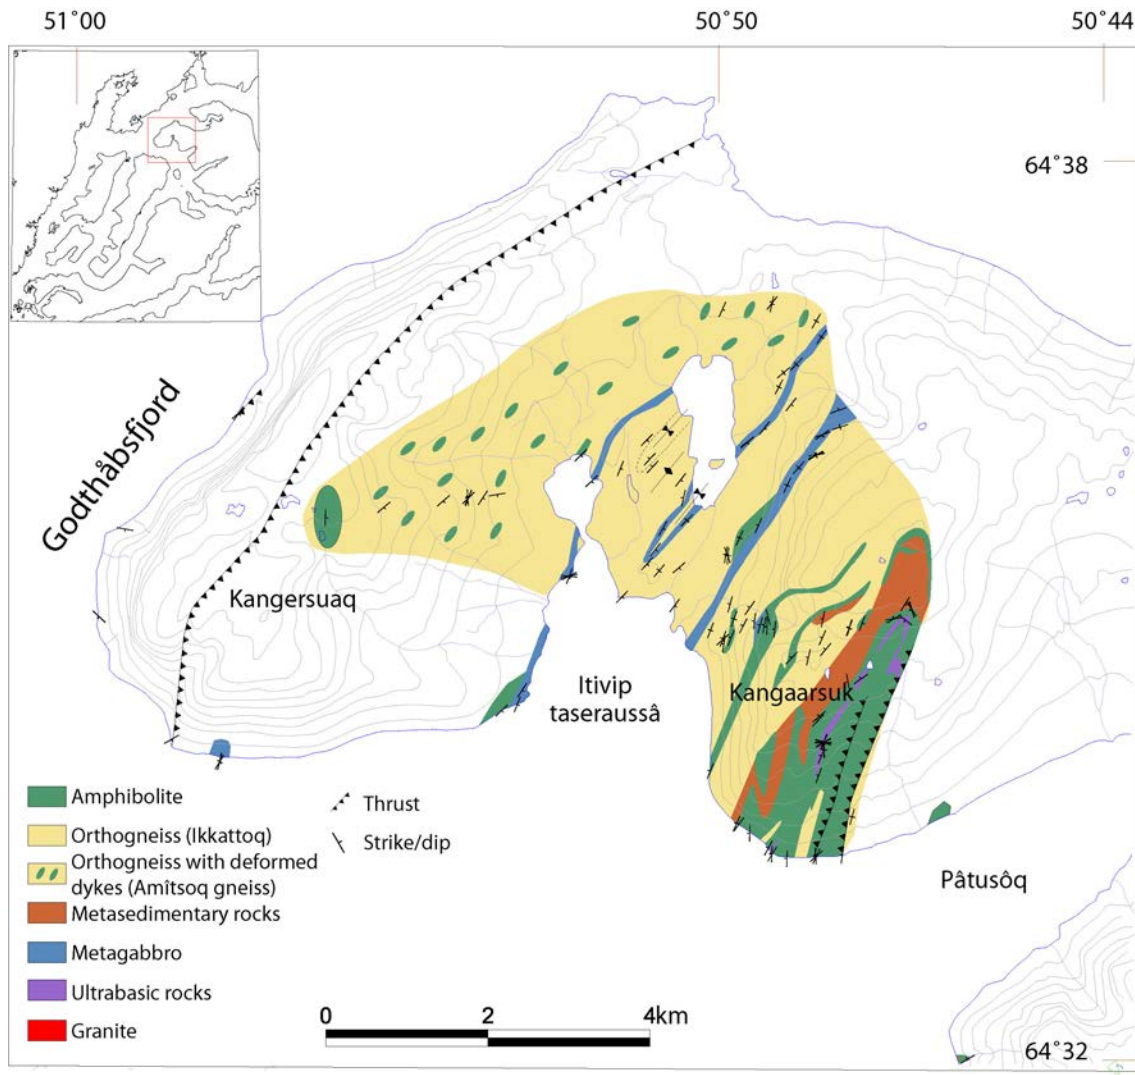 51°00
50°50
50°44
64°38
Godthåbsfjord
Kangersuaq
Itivip
taseraussâ
Kangaarsuk
Amphibolite
Orthogneiss (Ikkattoq)
Orthogneiss with deformed
dykes (Amîtsoq gneiss)
Metasedimentary rocks
Metagabbro
Ultrabasic rocks
Granite
Thrust
Strike/dip
Pâtusôq
0 2 4km
64°32